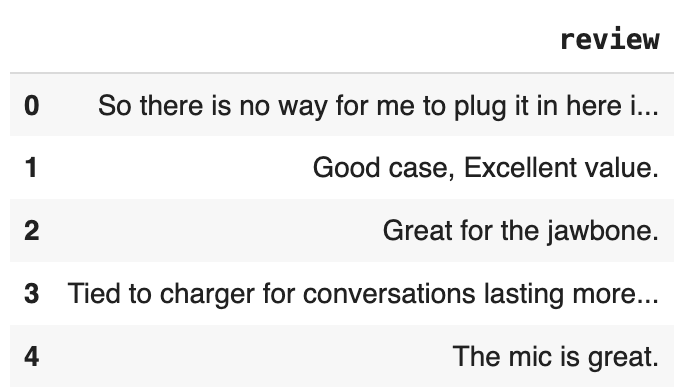 review
0 So there is no way for me to plug it in here i...
1 Good case, Excellent value.
2 Great for the jawbone.
3 Tied to charger for conversations lasting more...
4 The mic is great.